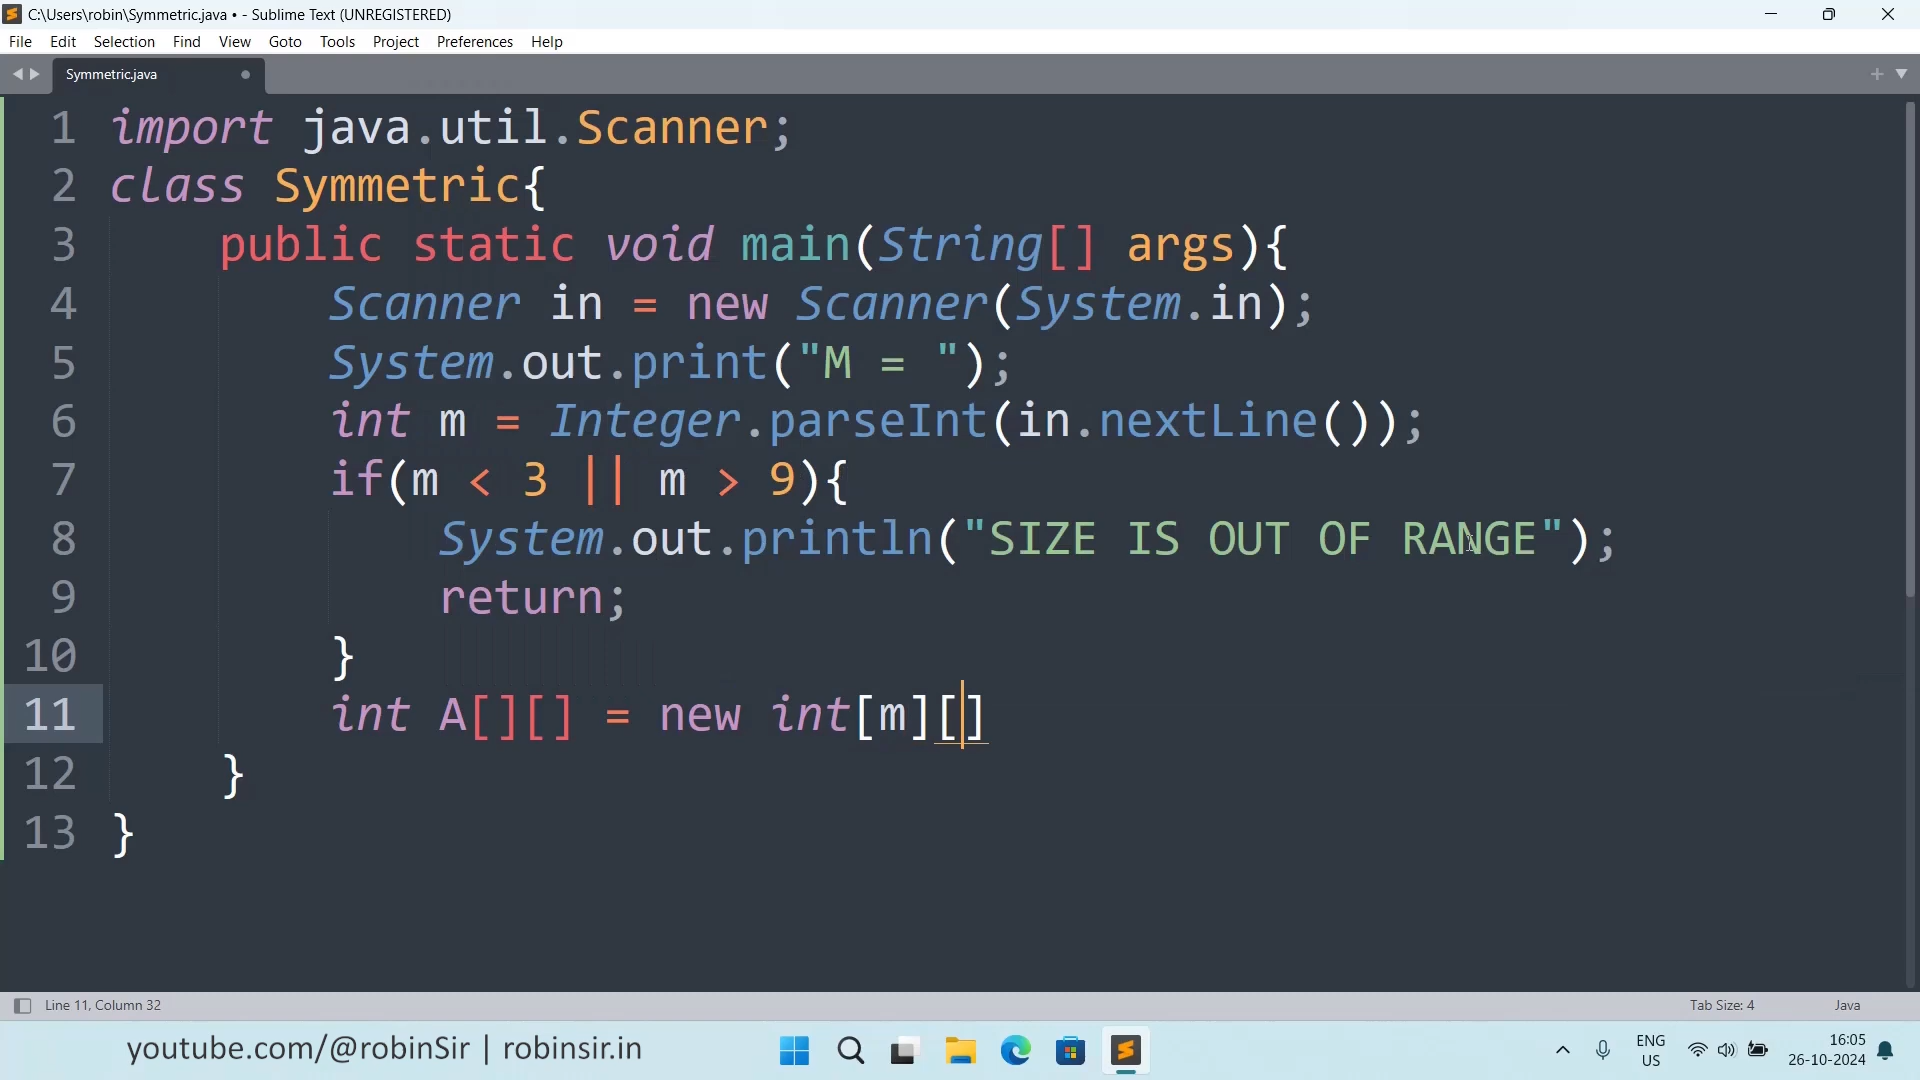 C:\Users\robin\Symmetric.java • - Sublime Text (UNREGISTERED)
File Edit Selection Find View Goto Tools Project Preferences Help
Symmetric.java
1 import java.util.Scanner;
2 class Symmetric{
3 public static void main(String[] args){
4 Scanner in = new Scanner(System.in);
5 System.out.print("M = ");
6 int m = Integer.parseInt(in.nextLine());
7 if(m < 3 || m > 9){
8 System.out.println("SIZE IS OUT OF RANGE");
9 return;
10 }
11 int A[][] = new int[m][]
12 }
13 }
Line 11, Column 32 Tab Size: 4 Java
youtube.com/@robinSir | robinsir.in
ENG
US
16:05
26-10-2024